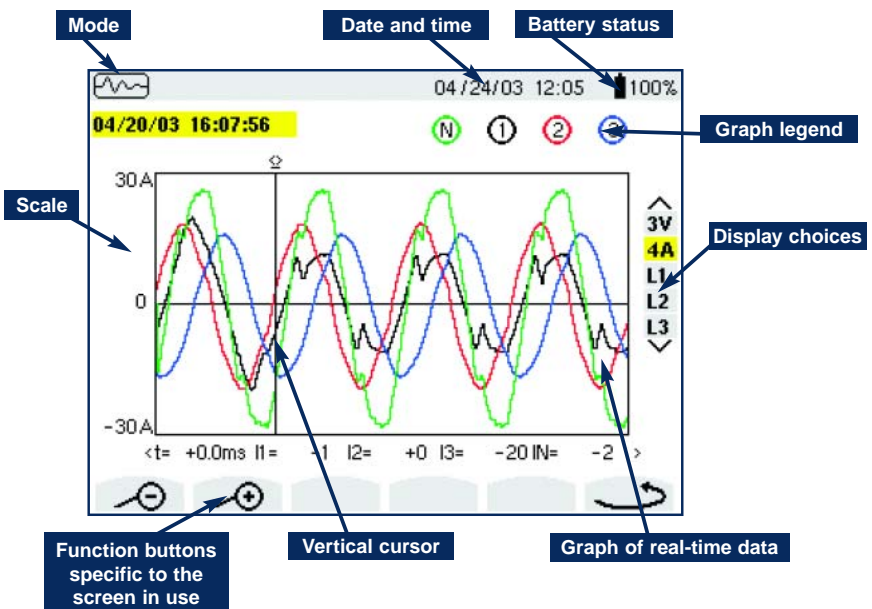 Mode
Date and time
Battery status
04/24/03 12:05 100%
04/20/03 16:07:56
N 1 2 3
Graph legend
30A
Scale
3V
Display choices
4A
L1
L2
0
L3
-30A
<t= +0.0ms I1= -1 I2= +0 I3= -20 IN= -2 >
Function buttons
specific to the
screen in use
Vertical cursor
Graph of real-time data